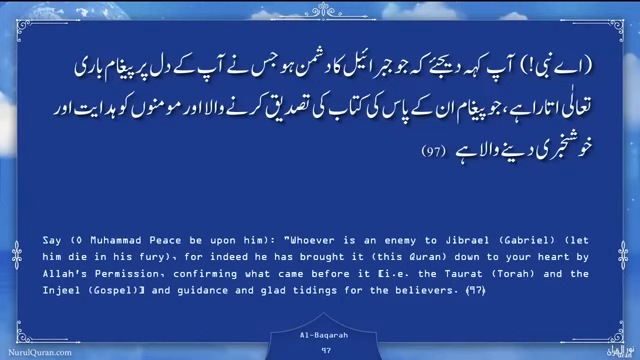 (اے نبی!) آپ کہہ دیجئے کہ جو جبرائیل کا دشمن ہو جس نے آپ کے دل پر پیغام باری
تعالٰی اتارا ہے، جو پیغام ان کے پاس کی کتاب کی تصدیق کرنے والا اور مومنوں کو ہدایت اور
خوشخبری دینے والا ہے (97)
Say (O Muhammad Peace be upon him): "Whoever is an enemy to Jibrael (Gabriel) (let
him die in his fury), for indeed he has brought it (this Quran) down to your heart by
Allah's Permission, confirming what came before it [i.e. the Taurat (Torah) and the
Injeel (Gospel)] and guidance and glad tidings for the believers. (97)
Al-Baqarah
97
NurulQuran.com